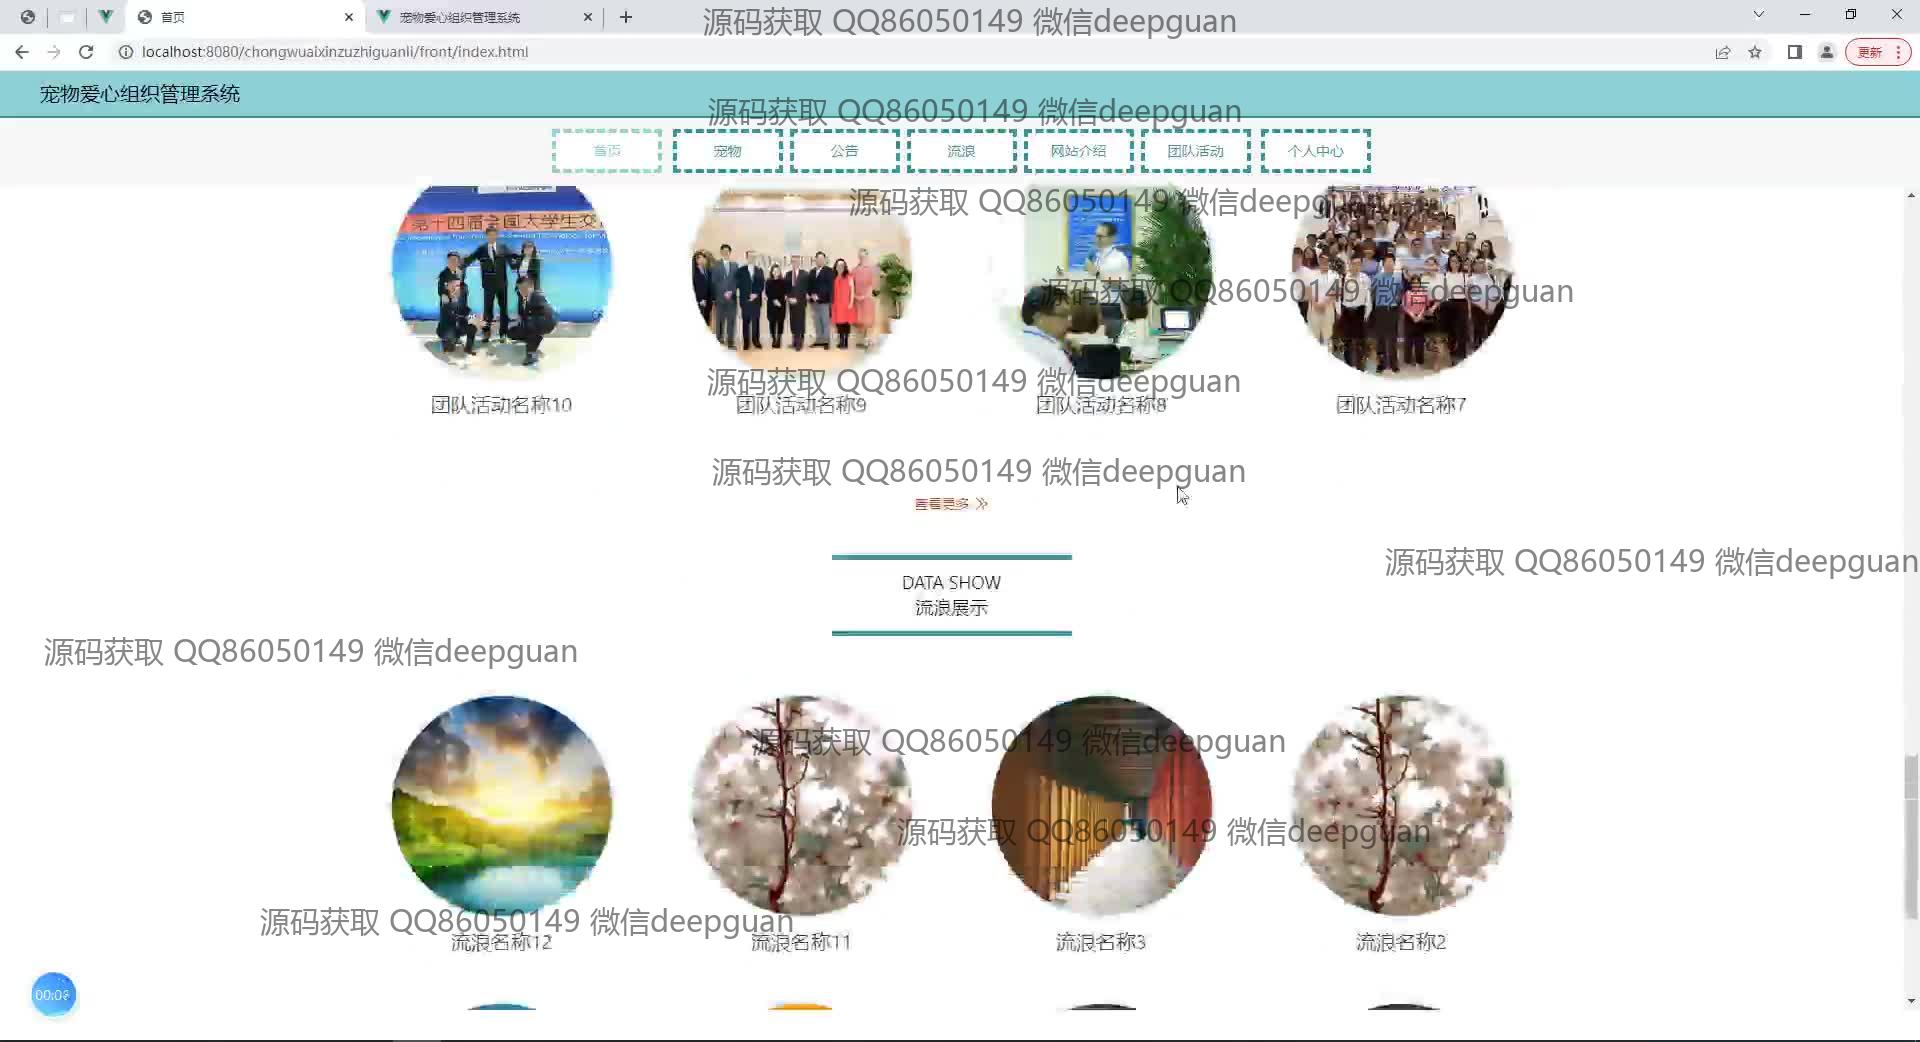 首页
宠物爱心组织管理系统
源码获取 QQ86050149 微信deepguan
localhost:8080/chongwuaixinzuzhiguanli/front/index.html
更新
宠物爱心组织管理系统
源码获取 QQ86050149 微信deepguan
首页
宠物
公告
流浪
网站介绍
团队活动
个人中心
源码获取 QQ86050149 微信deepguan
第十四届全国大学生交
源码获取 QQ86050149 微信deepguan
源码获取 QQ86050149 微信deepguan
团队活动名称10
团队活动名称9
团队活动名称8
团队活动名称7
源码获取 QQ86050149 微信deepguan
查看更多
源码获取 QQ86050149 微信deepguan
DATA SHOW
流浪展示
源码获取 QQ86050149 微信deepguan
源码获取 QQ86050149 微信deepguan
源码获取 QQ86050149 微信deepguan
源码获取 QQ86050149 微信deepguan
流浪名称12
流浪名称11
流浪名称3
流浪名称2